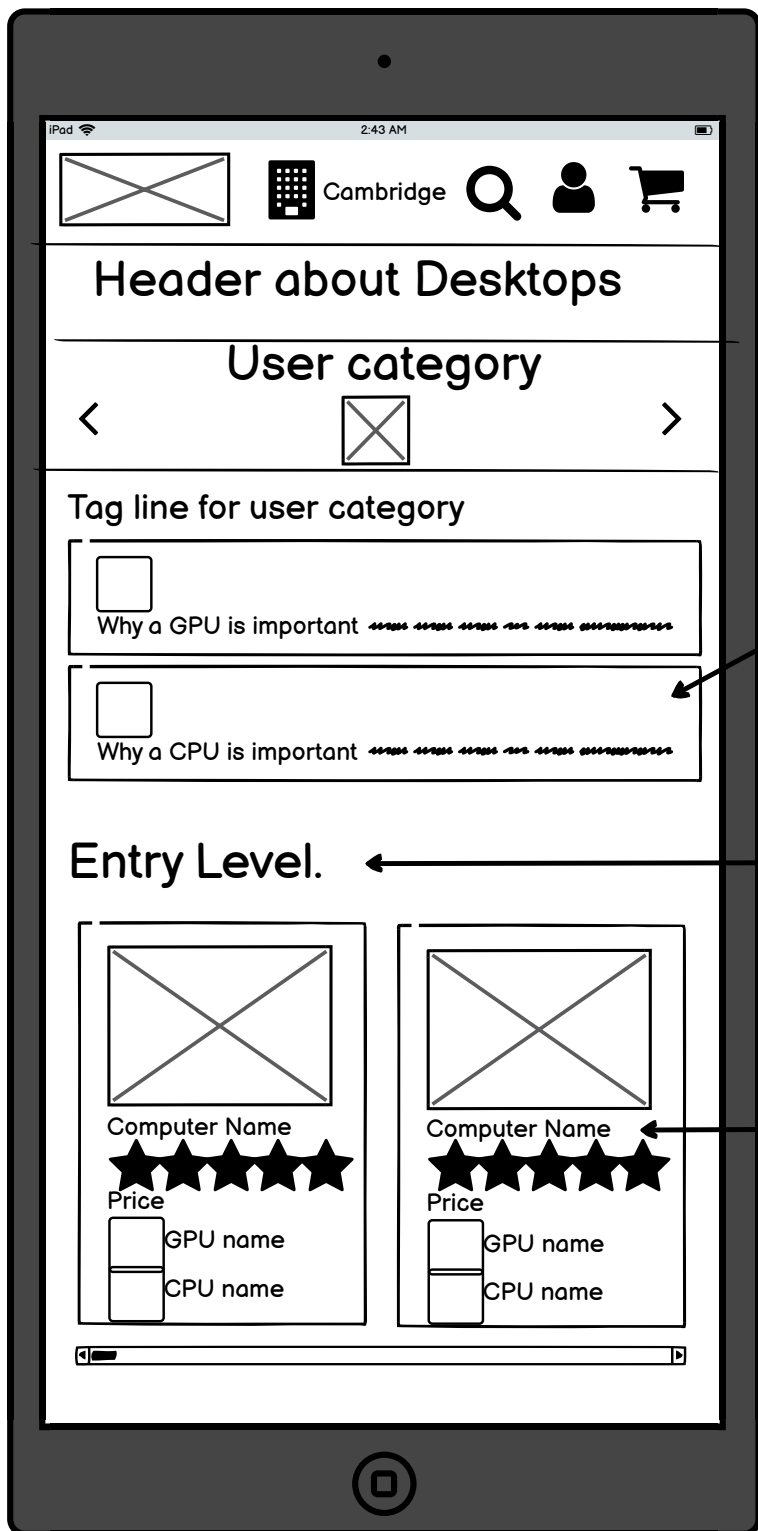 iPad 2:43 AM
Cambridge
Header about Desktops
User category
Tag line for user category
Why a GPU is important
Why a CPU is important
Entry Level.
Computer Name
Price
GPU name
CPU name
Computer Name
Price
GPU name
CPU name